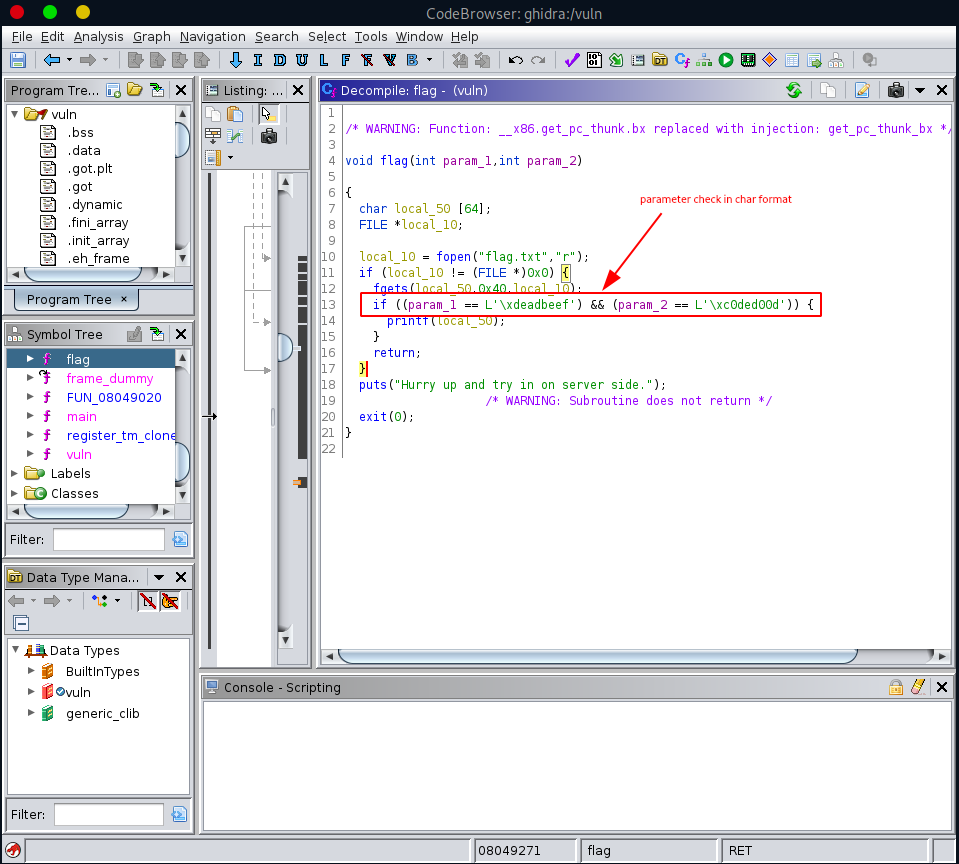 CodeBrowser: ghidra:/vuln
File Edit Analysis Graph Navigation Search Select Tools Window Help
I D U L F R V B
Program Tree...
vuln
.bss
.data
.got.plt
.got
.dynamic
.fini_array
.init_array
.eh_frame
Program Tree ×
Symbol Tree
f flag
f frame_dummy
f FUN_08049020
f main
f register_tm_clone
f vuln
Labels
Classes
Filter:
Data Type Mana...
Data Types
BuiltInTypes
vuln
generic_clib
Filter:
Listing: ...
Decompile: flag - (vuln)
1
2 /* WARNING: Function: __x86.get_pc_thunk.bx replaced with injection: get_pc_thunk_bx */
3
4 void flag(int param_1,int param_2)
5
6 {
7 char local_50 [64];
8 FILE *local_10;
9
10 local_10 = fopen("flag.txt","r");
11 if (local_10 != (FILE *)0x0) {
12 fgets(local_50,0x40,local_10);
13 if ((param_1 == L'\xdeadbeef') && (param_2 == L'\xc0ded00d')) {
14 printf(local_50);
15 }
16 return;
17 }
18 puts("Hurry up and try in on server side.");
19 /* WARNING: Subroutine does not return */
20 exit(0);
21 }
22
parameter check in char format
Console - Scripting
08049271
flag
RET